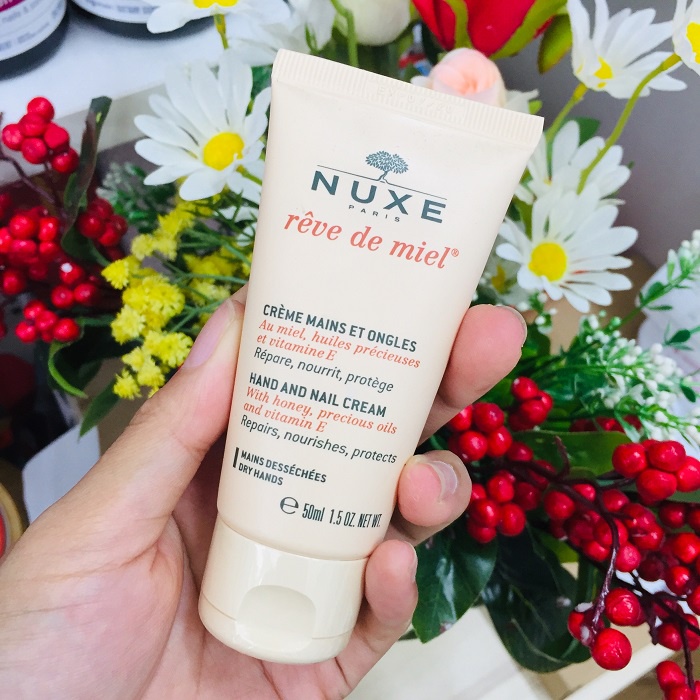 NUXE
PARIS
rêve de miel®
CRÈME MAINS ET ONGLES
Au miel, huiles précieuses
et vitamine E
Répare, nourrit, protège
HAND AND NAIL CREAM
With honey, precious oils
and vitamin E
Repairs, nourishes, protects
MAINS DESSÉCHÉES
DRY HANDS
℮ 50ml 1.5 OZ. NET WT.